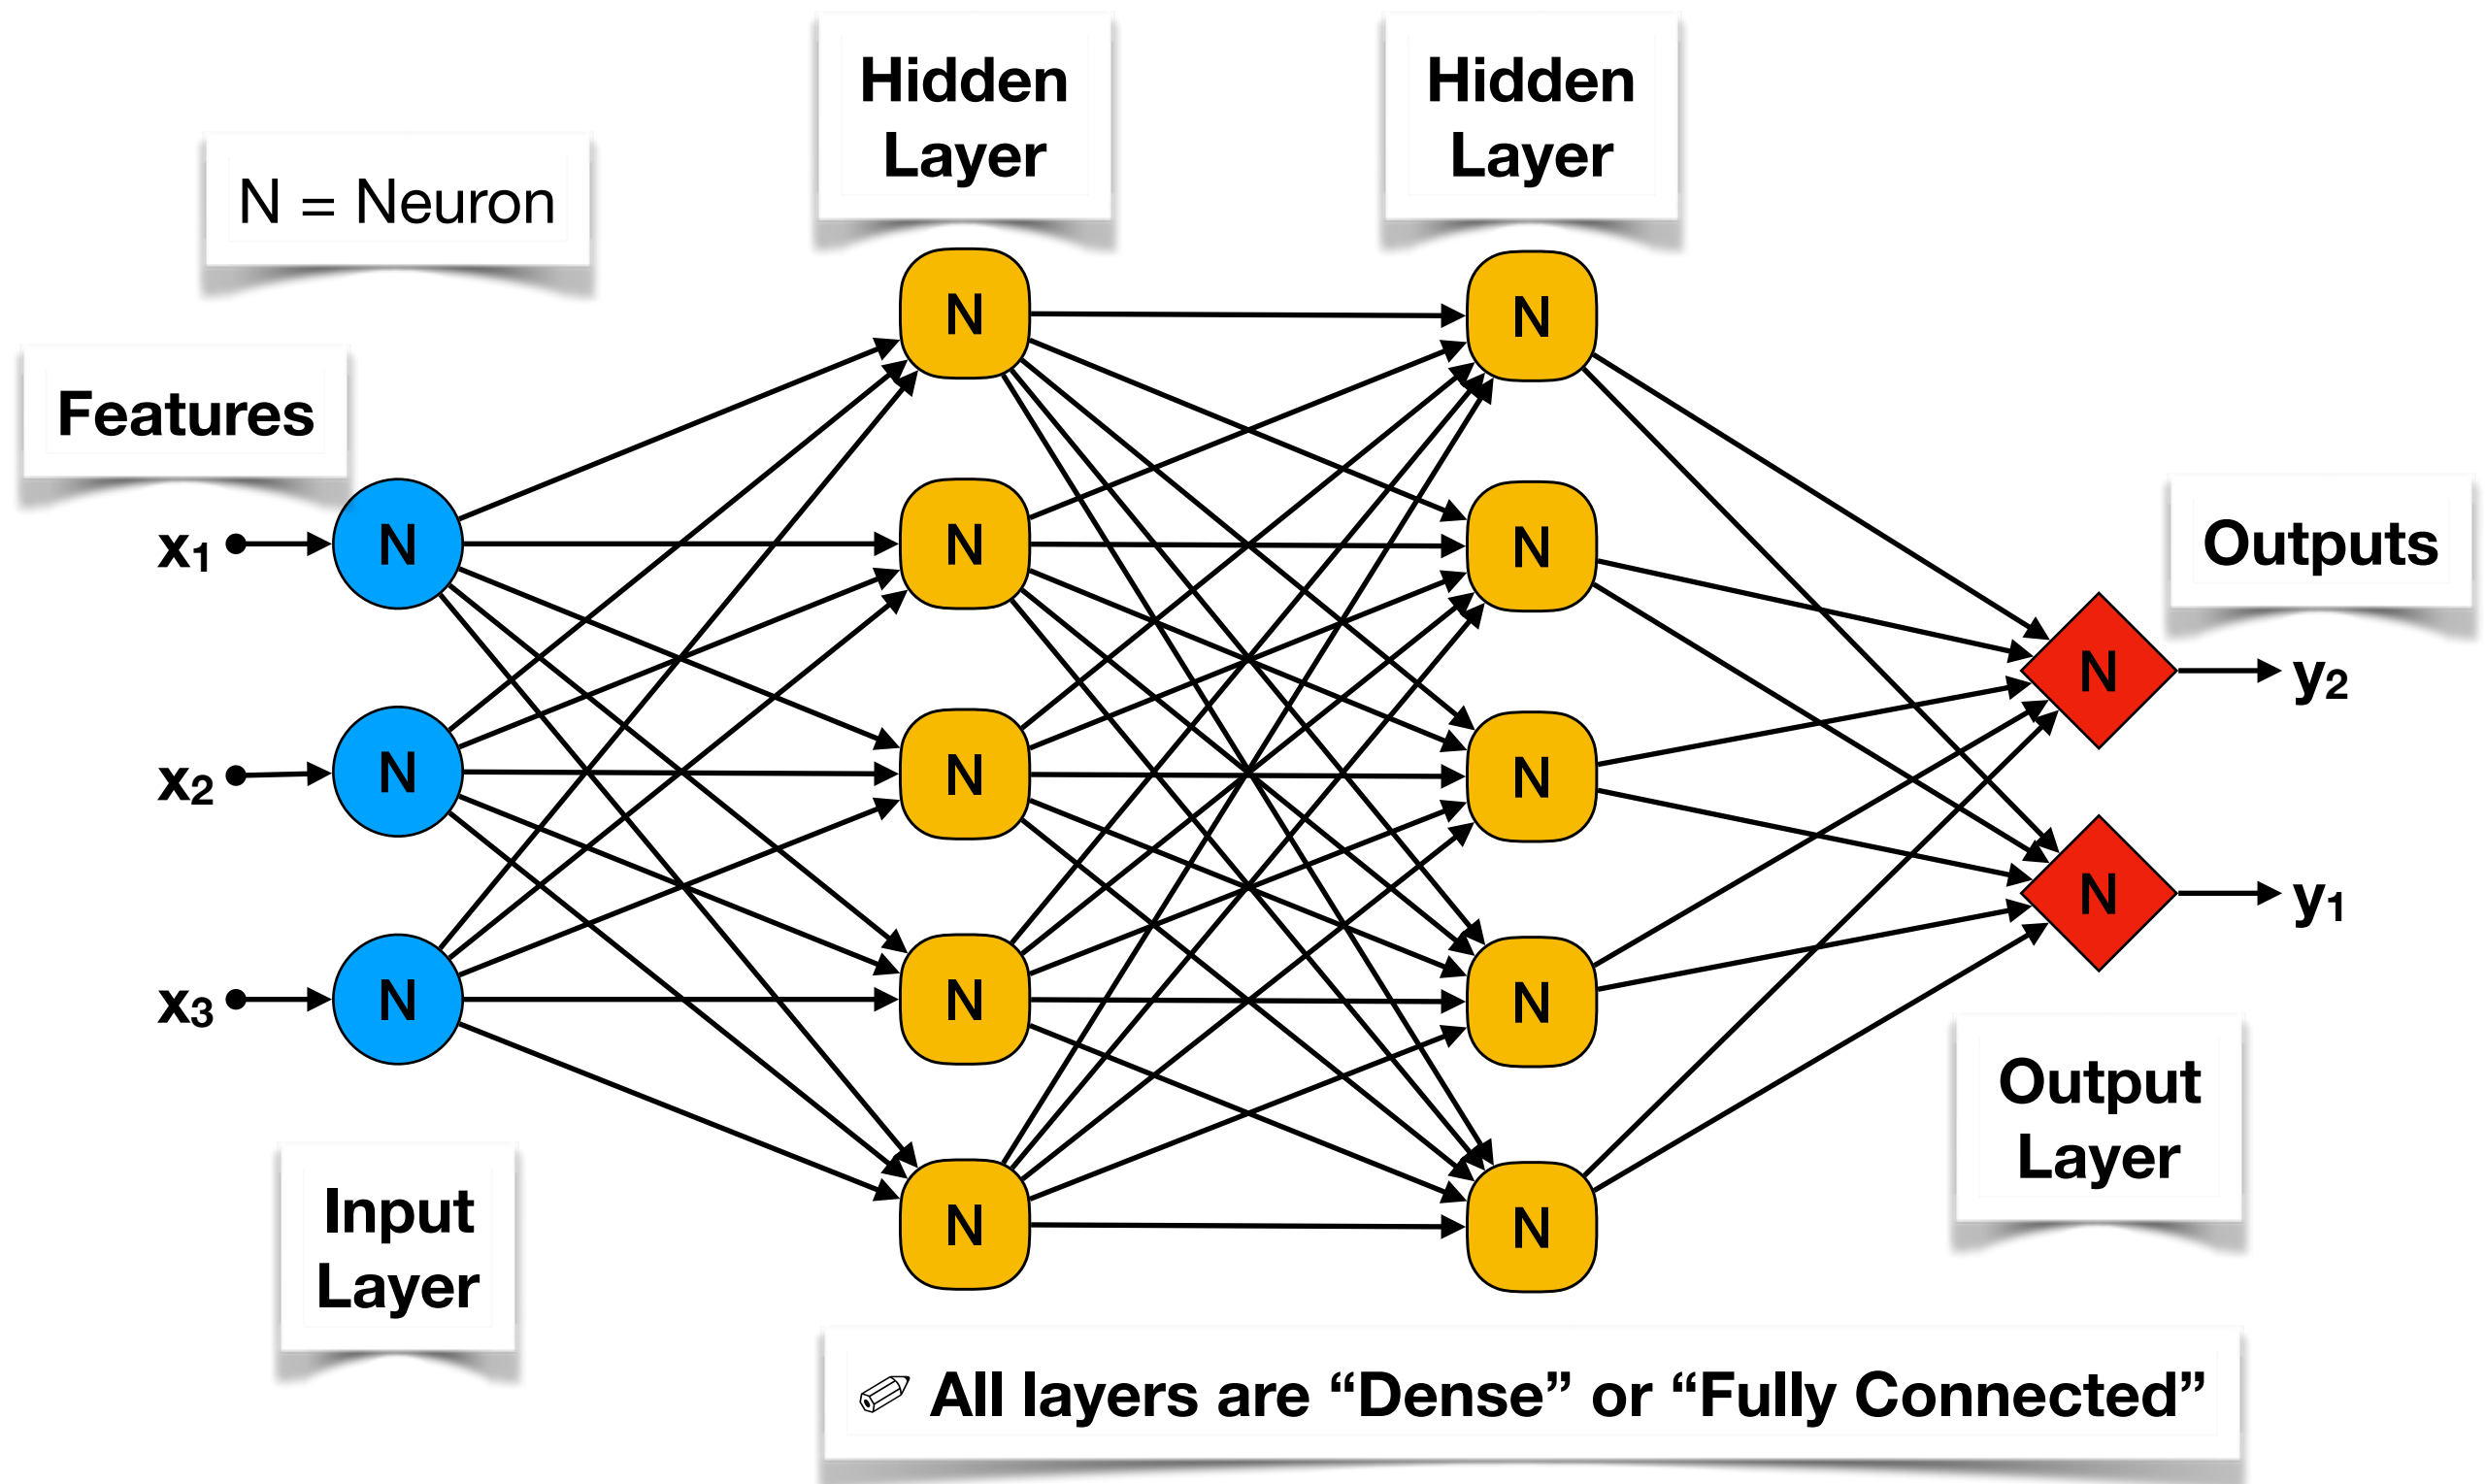 Hidden
Layer
Hidden
Layer
N = Neuron
Features
Outputs
N
N
x1
N
N
N
x2
N
N
N
N
y2
x3
N
N
N
N
y1
N
N
Input
Layer
Output
Layer
✏ All layers are “Dense” or “Fully Connected”